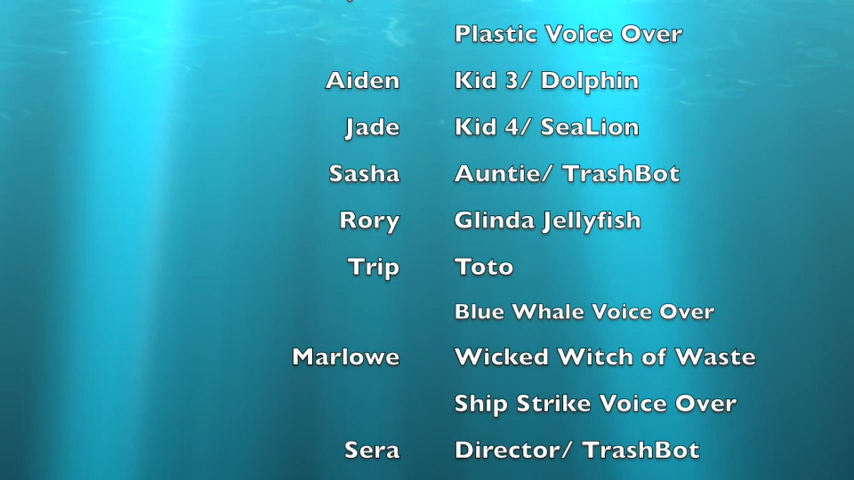 Plastic Voice Over
Aiden Kid 3/ Dolphin
Jade Kid 4/ SeaLion
Sasha Auntie/ TrashBot
Rory Glinda Jellyfish
Trip Toto
Blue Whale Voice Over
Marlowe Wicked Witch of Waste
Ship Strike Voice Over
Sera Director/ TrashBot